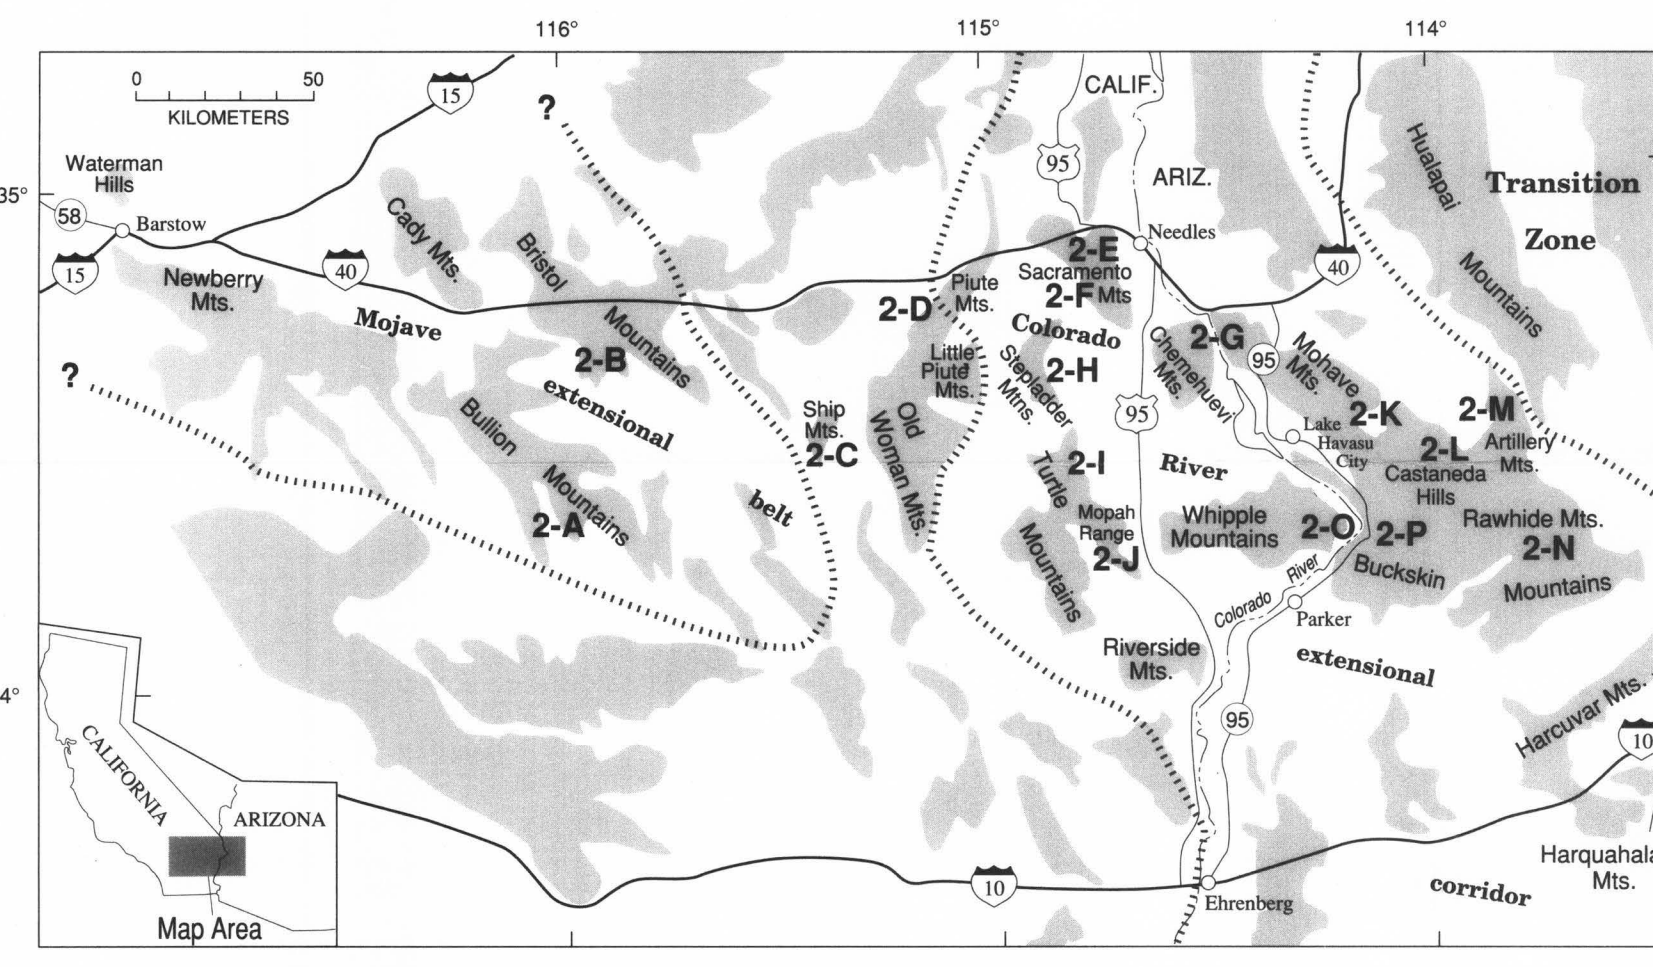 116°
115°
114°
0 50
KILOMETERS
15
?
CALIF.
95
ARIZ.
Hualapai
Mountains
Transition
Zone
Waterman
Hills
35°
58
Barstow
15
Newberry
Mts.
40
Cady Mts.
Bristol
Mountains
Mojave
extensional
belt
?
2-B
Bullion
Mountains
2-A
Ship
Mts.
2-C
2-D
Piute
Mts.
Little
Piute
Mts.
Old
Woman Mts.
Needles
2-E
Sacramento
2-F Mts
Colorado
River
extensional
corridor
2-H
Stepladder
Mtns.
95
Chemehuevi
Mts.
2-G
95
40
Mohave
Mts.
2-K
Lake
Havasu
City
2-M
2-L
Artillery
Mts.
Castaneda
Hills
2-I
Turtle
Mountains
Mopah
Range
2-J
Whipple
Mountains
2-O
2-P
Rawhide Mts.
2-N
Buckskin
Mountains
Colorado River
Parker
Riverside
Mts.
95
Harcuvar Mts.
10
4°
CALIFORNIA
ARIZONA
Map Area
10
Ehrenberg
Harquahala
Mts.